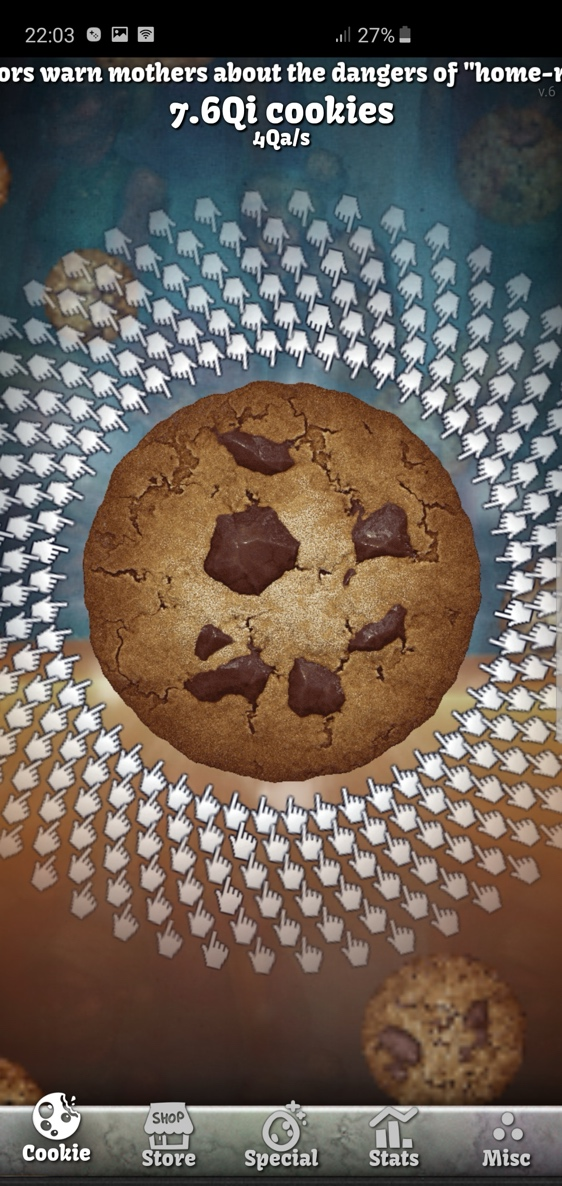 22:03 27%
ors warn mothers about the dangers of "home-
v.6
7.6Qi cookies
4Qa/s
SHOP
Cookie Store Special Stats Misc